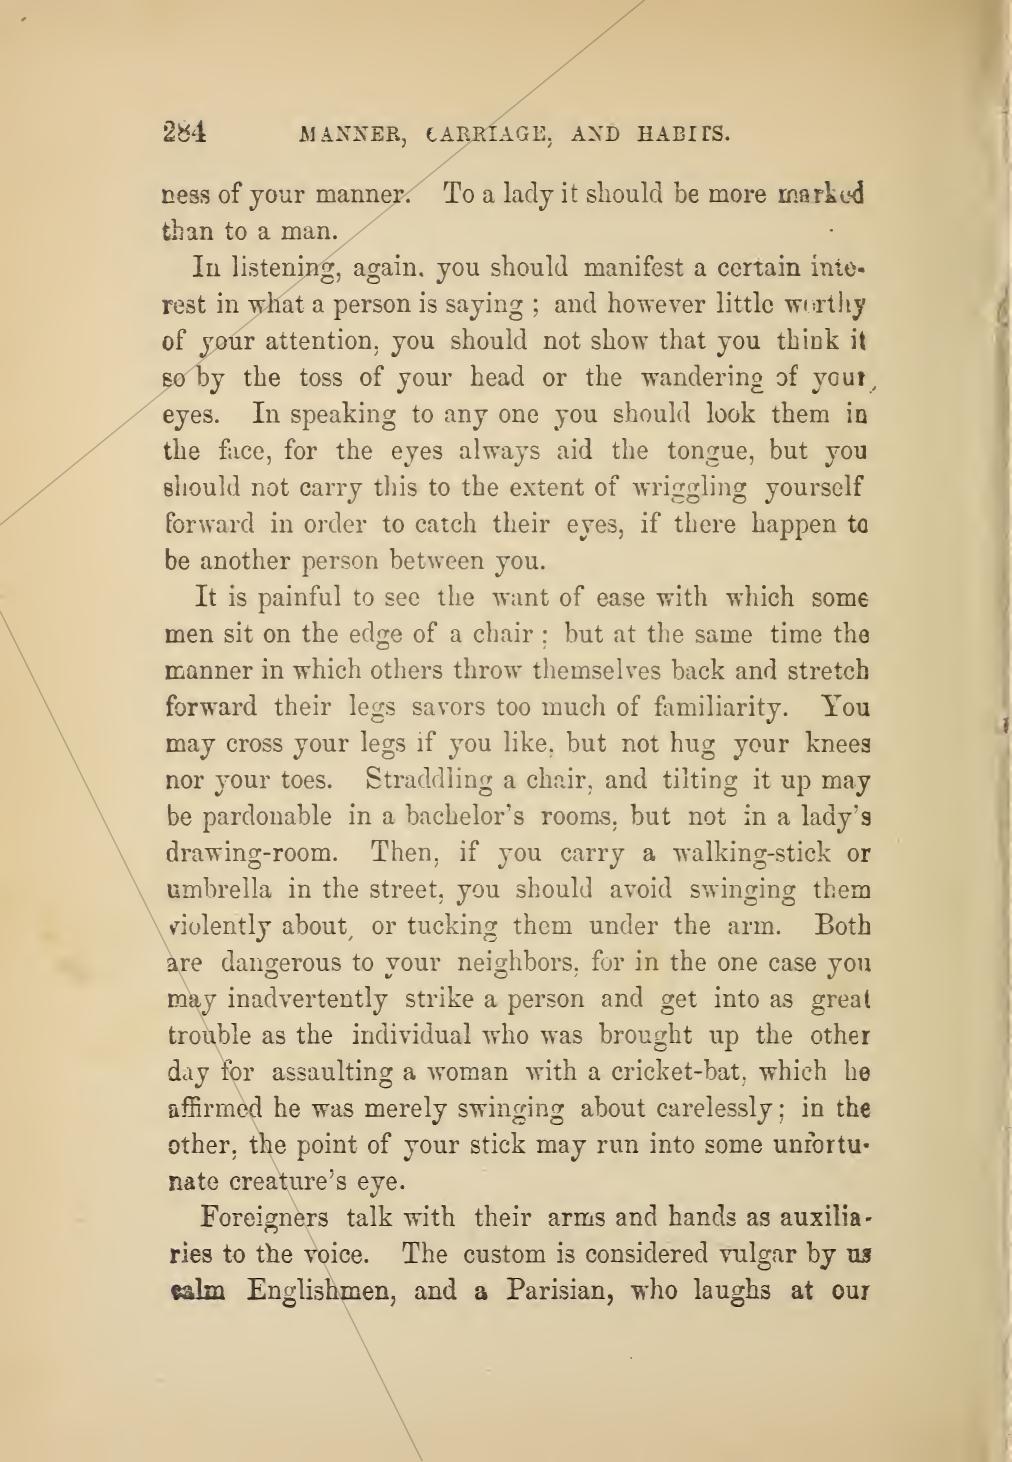 284 MANNER, CARRIAGE, AND HABITS.
ness of your manner. To a lady it should be more marked
than to a man.
In listening, again, you should manifest a certain inte-
rest in what a person is saying ; and however little worthy
of your attention, you should not show that you think it
so by the toss of your head or the wandering of your
eyes. In speaking to any one you should look them in
the face, for the eyes always aid the tongue, but you
should not carry this to the extent of wriggling yourself
forward in order to catch their eyes, if there happen to
be another person between you.
It is painful to see the want of ease with which some
men sit on the edge of a chair ; but at the same time the
manner in which others throw themselves back and stretch
forward their legs savors too much of familiarity. You
may cross your legs if you like, but not hug your knees
nor your toes. Straddling a chair, and tilting it up may
be pardonable in a bachelor's rooms, but not in a lady's
drawing-room. Then, if you carry a walking-stick or
umbrella in the street, you should avoid swinging them
violently about, or tucking them under the arm. Both
are dangerous to your neighbors, for in the one case you
may inadvertently strike a person and get into as great
trouble as the individual who was brought up the other
day for assaulting a woman with a cricket-bat, which he
affirmed he was merely swinging about carelessly; in the
other, the point of your stick may run into some unfortu-
nate creature's eye.
Foreigners talk with their arms and hands as auxilia-
ries to the voice. The custom is considered vulgar by us
calm Englishmen, and a Parisian, who laughs at our